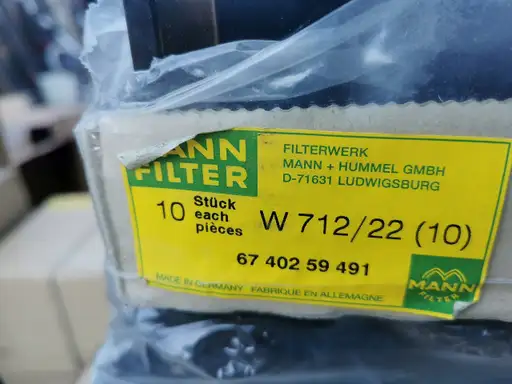 MANN
FILTER
FILTERWERK
MANN + HUMMEL GMBH
D-71631 LUDWIGSBURG
10 Stück
each
pièces
W 712/22 (10)
67 402 59 491
MADE IN GERMANY FABRIQUE EN ALLEMAGNE
MANN
FILTER